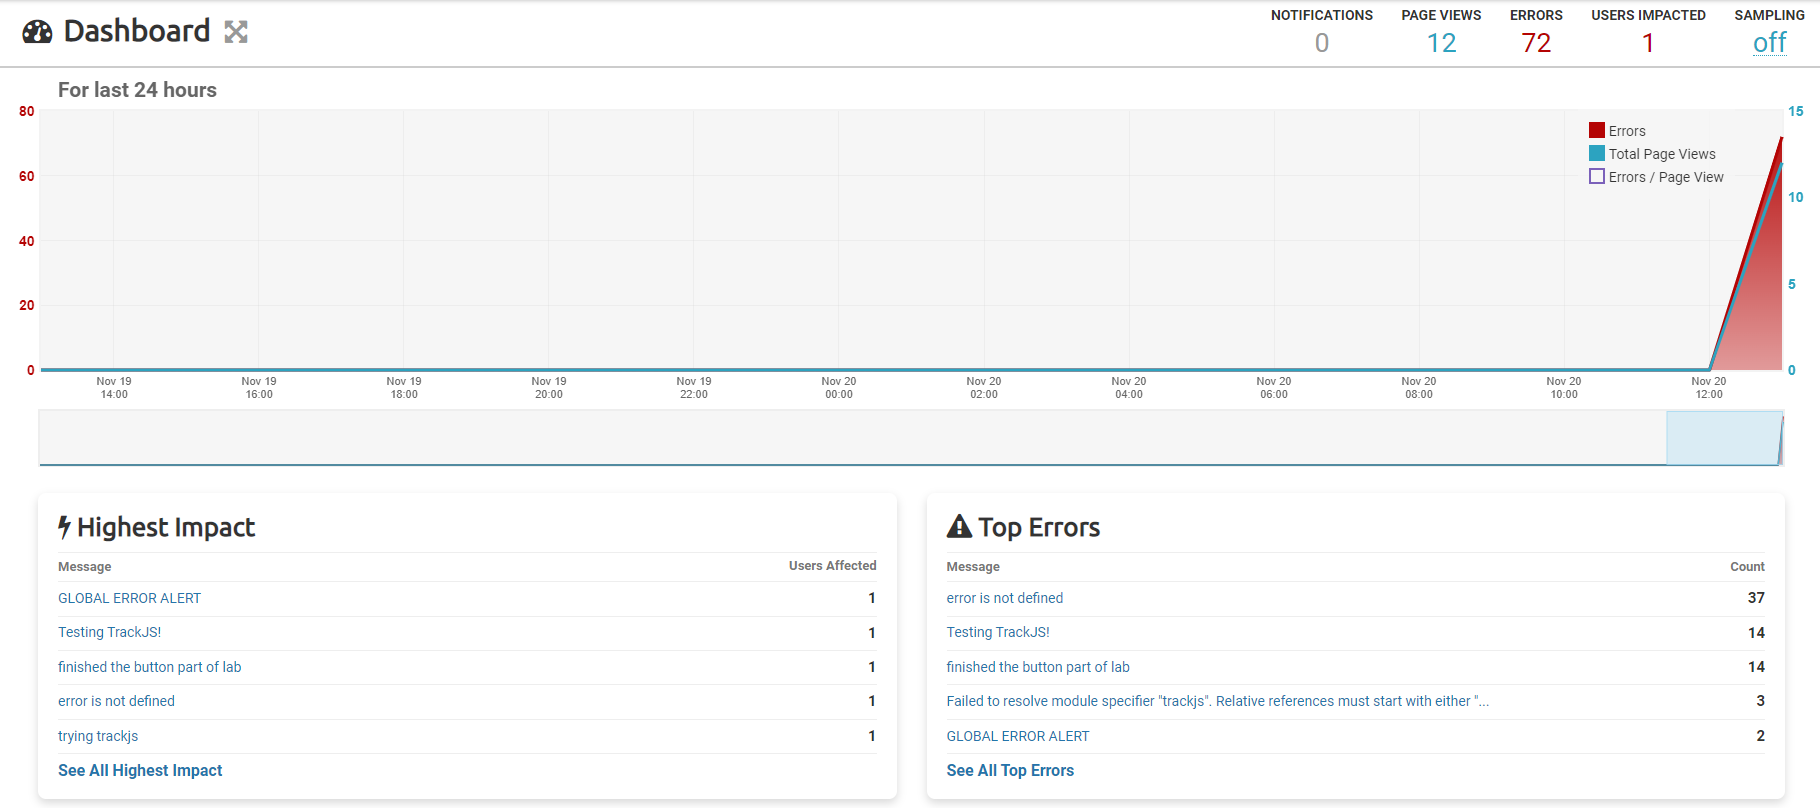 Dashboard
NOTIFICATIONS PAGE VIEWS ERRORS USERS IMPACTED SAMPLING
0 12 72 1 off
For last 24 hours
80 15
60
40
20
0
10
5
0
Errors
Total Page Views
Errors / Page View
Nov 19 Nov 19 Nov 19 Nov 19 Nov 19 Nov 20 Nov 20 Nov 20 Nov 20 Nov 20 Nov 20 Nov 20
14:00 16:00 18:00 20:00 22:00 00:00 02:00 04:00 06:00 08:00 10:00 12:00
Highest Impact
Message Users Affected
GLOBAL ERROR ALERT 1
Testing TrackJS! 1
finished the button part of lab 1
error is not defined 1
trying trackjs 1
See All Highest Impact
Top Errors
Message Count
error is not defined 37
Testing TrackJS! 14
finished the button part of lab 14
Failed to resolve module specifier "trackjs". Relative references must start with either "... 3
GLOBAL ERROR ALERT 2
See All Top Errors